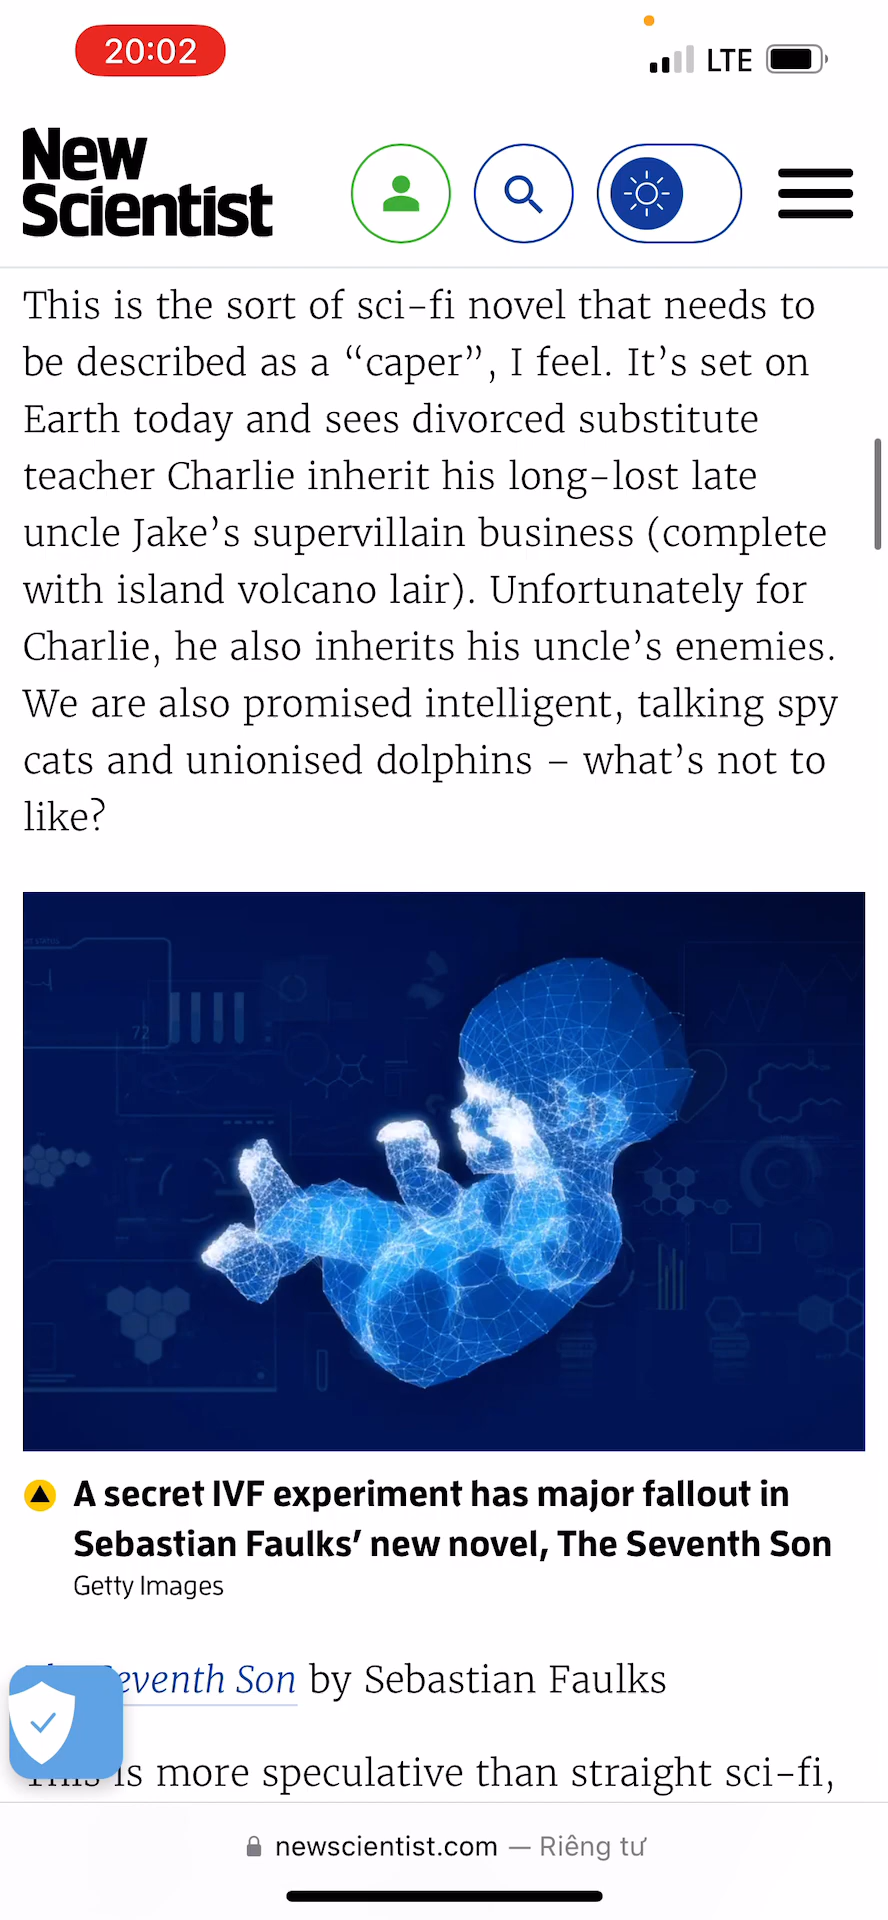 20:02
LTE
New
Scientist
This is the sort of sci-fi novel that needs to
be described as a “caper”, I feel. It’s set on
Earth today and sees divorced substitute
teacher Charlie inherit his long-lost late
uncle Jake’s supervillain business (complete
with island volcano lair). Unfortunately for
Charlie, he also inherits his uncle’s enemies.
We are also promised intelligent, talking spy
cats and unionised dolphins – what’s not to
like?
72
A secret IVF experiment has major fallout in
Sebastian Faulks’ new novel, The Seventh Son
Getty Images
Seventh Son by Sebastian Faulks
This is more speculative than straight sci-fi,
newscientist.com — Riêng tư